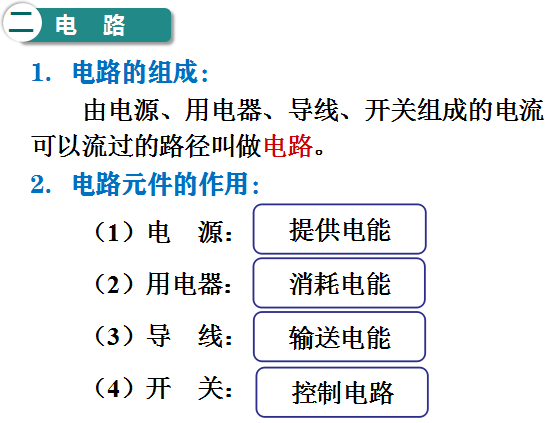 二 电 路
1. 电路的组成：
由电源、用电器、导线、开关组成的电流
可以流过的路径叫做电路。
2. 电路元件的作用：
（1）电 源： 提供电能
（2）用电器： 消耗电能
（3）导 线： 输送电能
（4）开 关： 控制电路